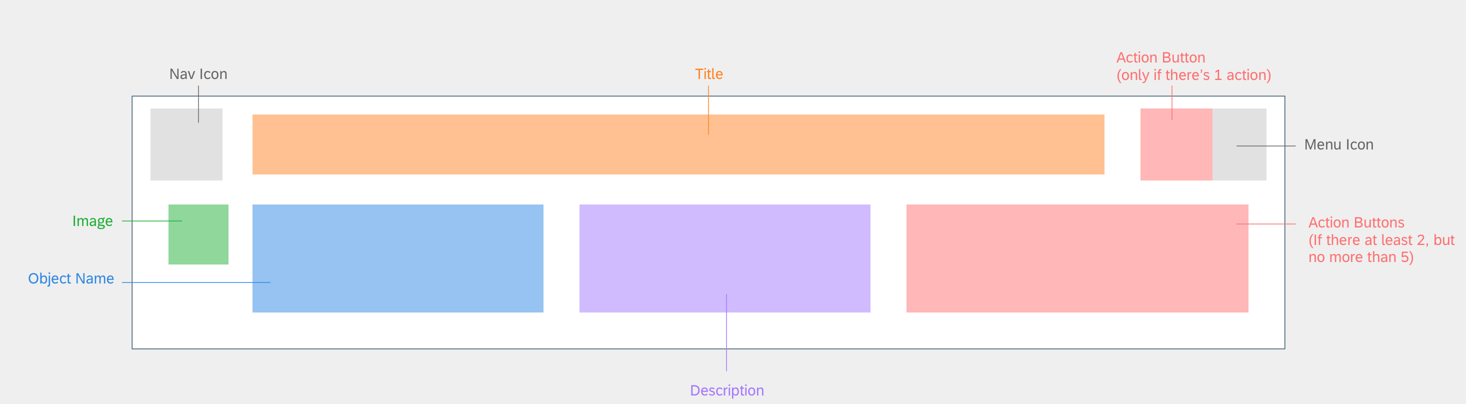 Nav Icon
Title
Action Button
(only if there's 1 action)
Menu Icon
Image
Action Buttons
(If there at least 2, but
no more than 5)
Object Name
Description